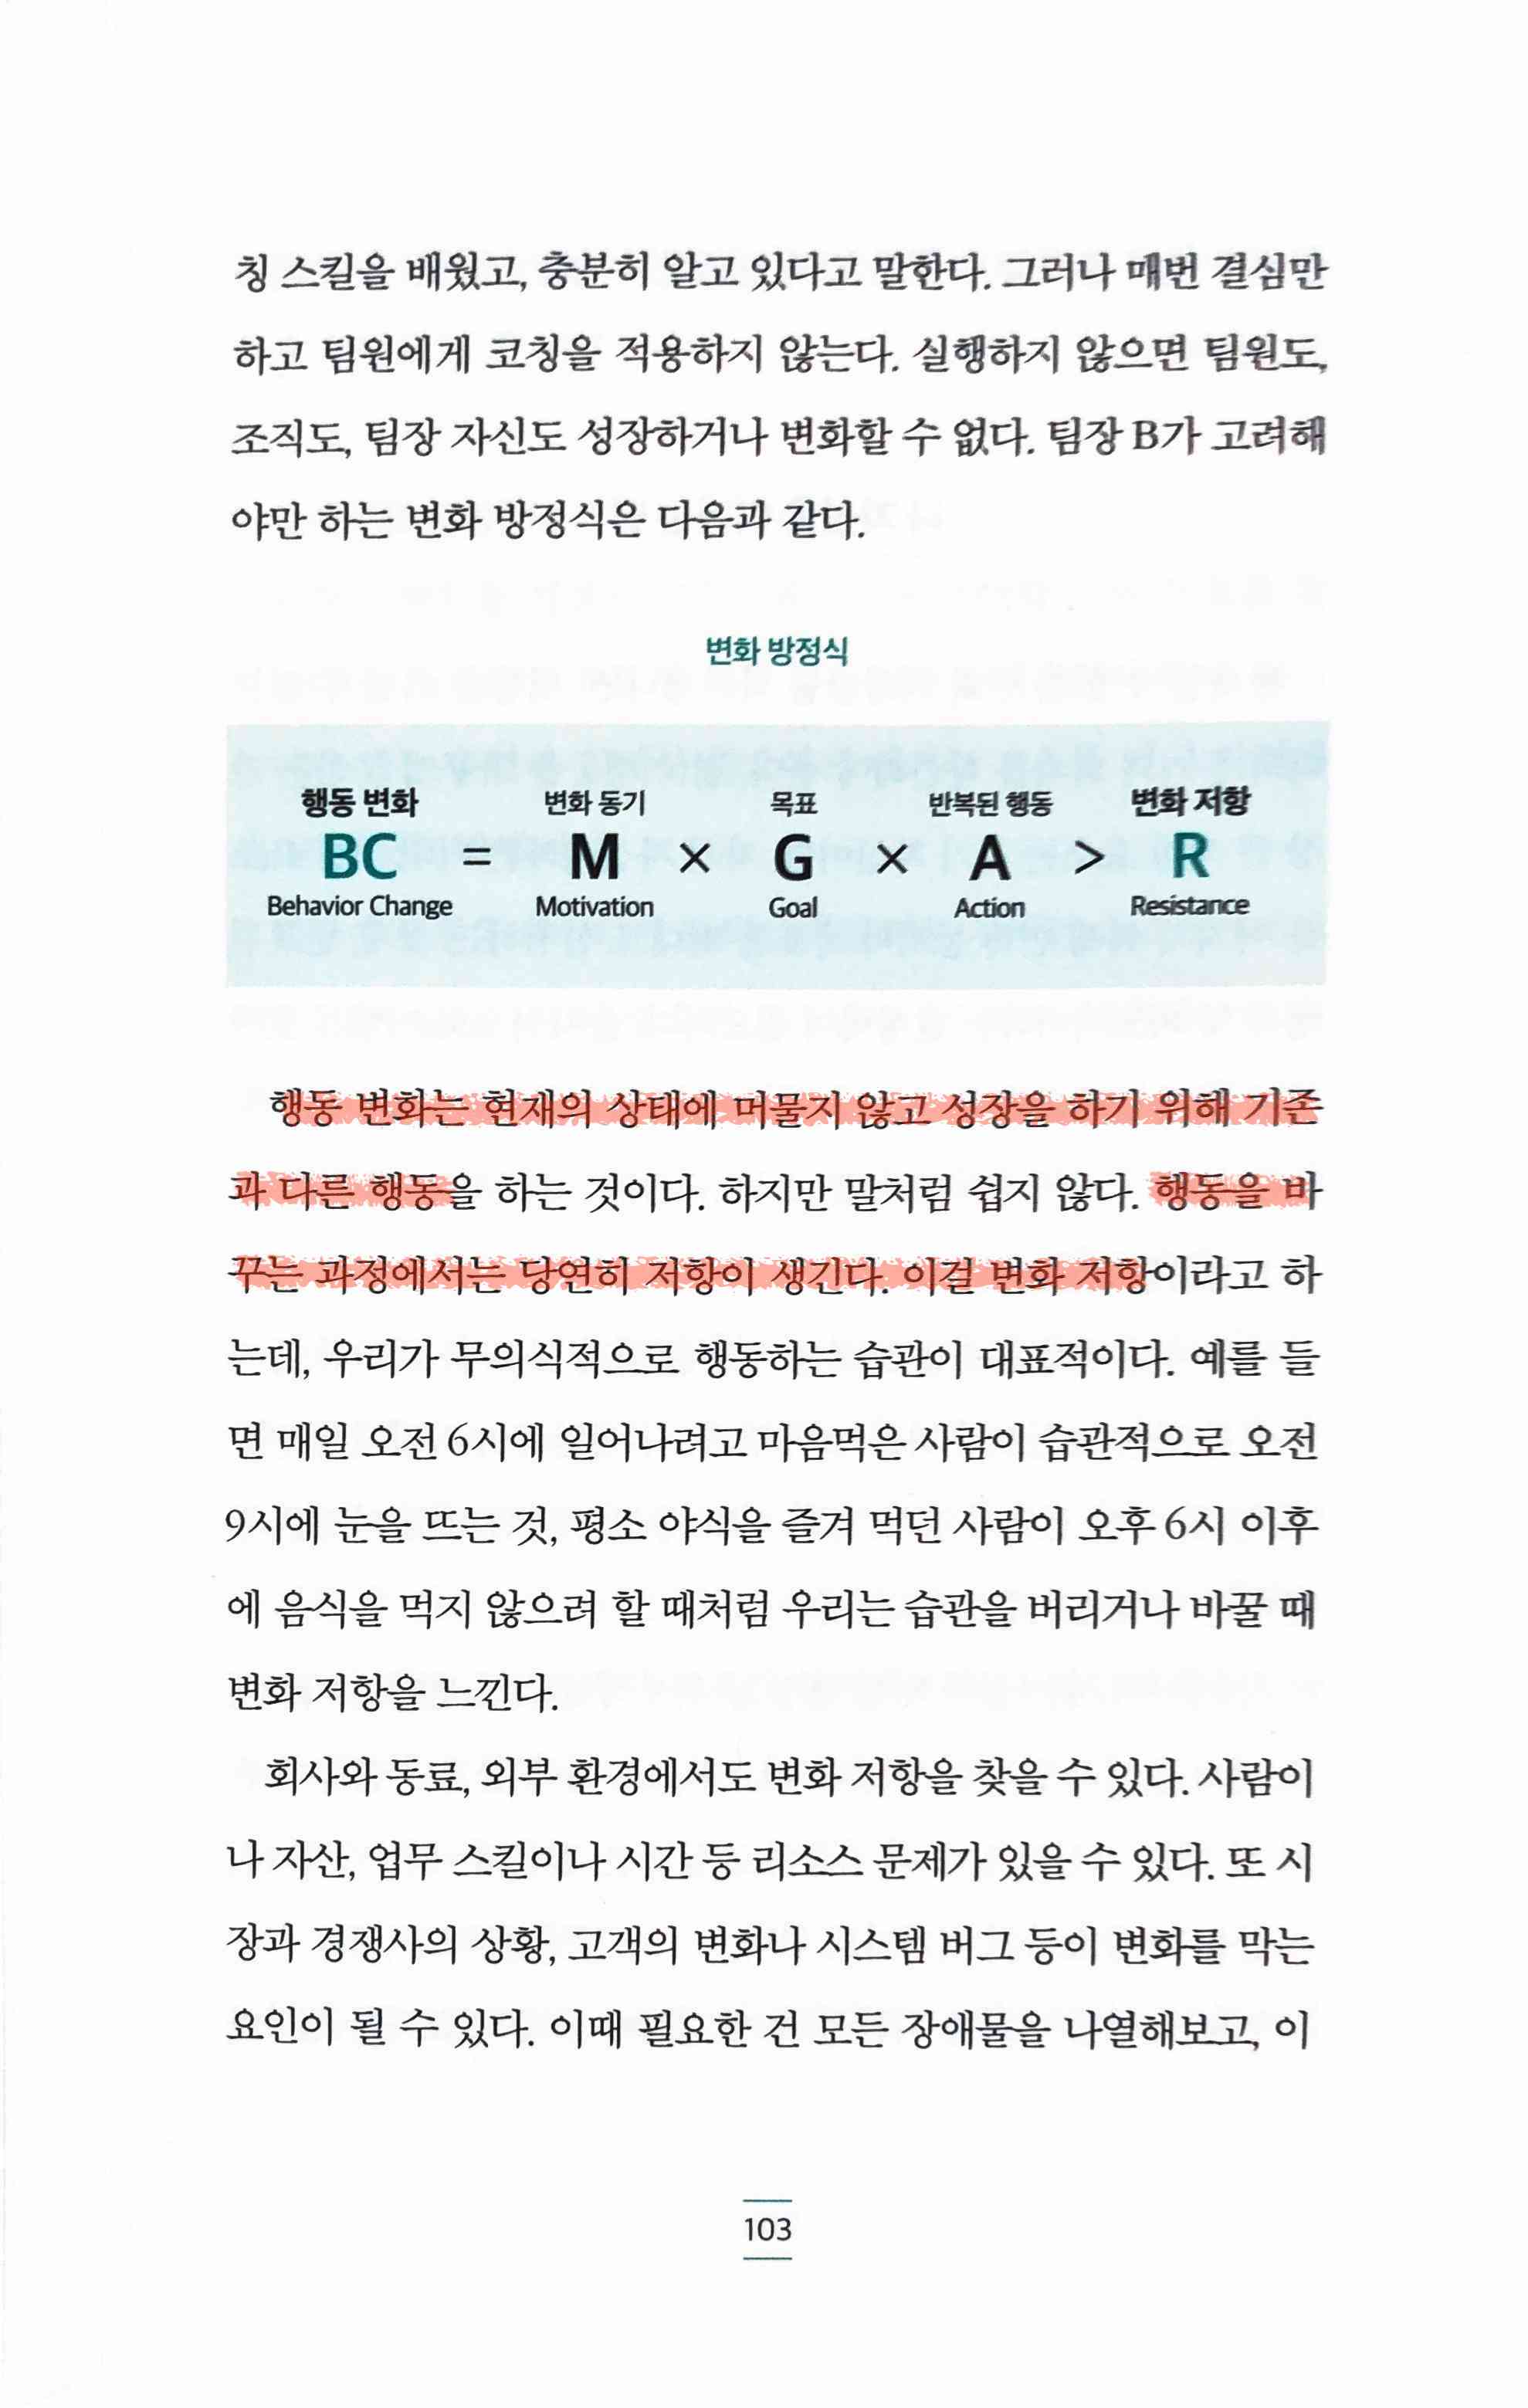 칭 스킬을 배웠고, 충분히 알고 있다고 말한다. 그러나 매번 결심만
하고 팀원에게 코칭을 적용하지 않는다. 실행하지 않으면 팀원도,
조직도, 팀장 자신도 성장하거나 변화할 수 없다. 팀장 B가 고려해
야만 하는 변화 방정식은 다음과 같다.
변화 방정식
행동 변화 변화 동기 목표 반복된 행동 변화 저항
BC = M × G × A > R
Behavior Change Motivation Goal Action Resistance
행동 변화는 현재의 상태에 머물지 않고 성장을 하기 위해 기존
과 다른 행동을 하는 것이다. 하지만 말처럼 쉽지 않다. 행동을 바
꾸는 과정에서는 당연히 저항이 생긴다. 이걸 변화 저항이라고 하
는데, 우리가 무의식적으로 행동하는 습관이 대표적이다. 예를 들
면 매일 오전 6시에 일어나려고 마음먹은 사람이 습관적으로 오전
9시에 눈을 뜨는 것, 평소 야식을 즐겨 먹던 사람이 오후 6시 이후
에 음식을 먹지 않으려 할 때처럼 우리는 습관을 버리거나 바꿀 때
변화 저항을 느낀다.
회사와 동료, 외부 환경에서도 변화 저항을 찾을 수 있다. 사람이
나 자산, 업무 스킬이나 시간 등 리소스 문제가 있을 수 있다. 또 시
장과 경쟁사의 상황, 고객의 변화나 시스템 버그 등이 변화를 막는
요인이 될 수 있다. 이때 필요한 건 모든 장애물을 나열해보고, 이
103